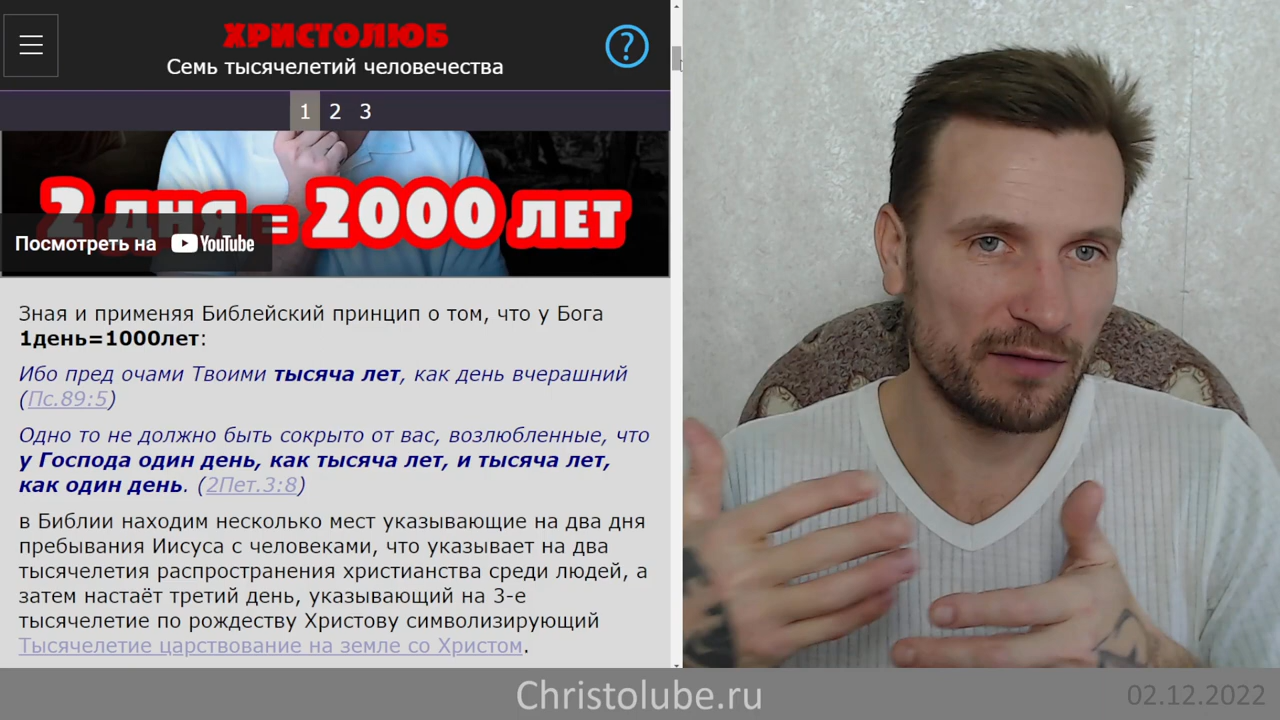 ХРИСТОЛЮБ
Семь тысячелетий человечества
?
1 2 3
2 ДНЯ = 2000 ЛЕТ
Посмотреть на YouTube
Зная и применяя Библейский принцип о том, что у Бога
1день=1000лет:
Ибо пред очами Твоими тысяча лет, как день вчерашний
(Пс.89:5)
Одно то не должно быть сокрыто от вас, возлюбленные, что
у Господа один день, как тысяча лет, и тысяча лет,
как один день. (2Пет.3:8)
в Библии находим несколько мест указывающие на два дня
пребывания Иисуса с человеками, что указывает на два
тысячелетия распространения христианства среди людей, а
затем настаёт третий день, указывающий на 3-е
тысячелетие по рождеству Христову символизирующий
Тысячелетие царствование на земле со Христом.
Christolube.ru
02.12.2022